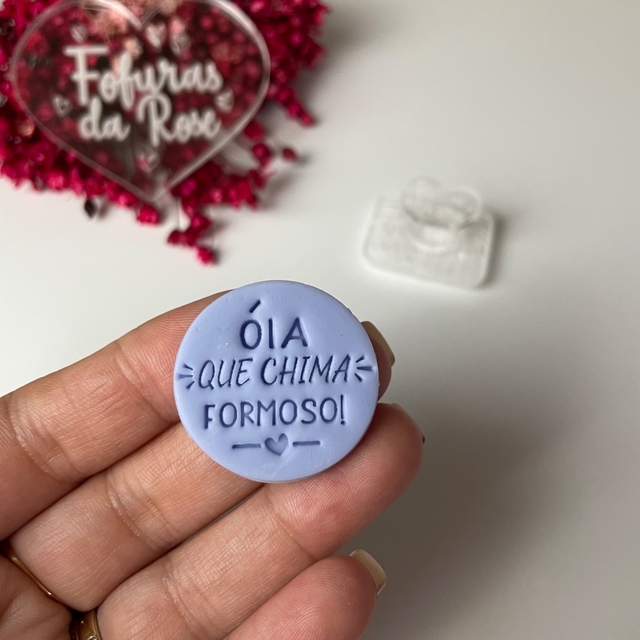 Fofuras
da Rose
ÓIA
QUE CHIMA
FORMOSO!